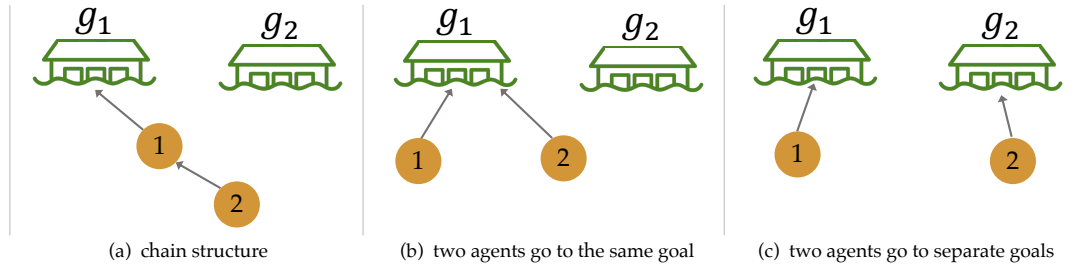 g₁ g₂ g₁ g₂ g₁ g₂
1 2
1 2
1 2
(a) chain structure
(b) two agents go to the same goal
(c) two agents go to separate goals